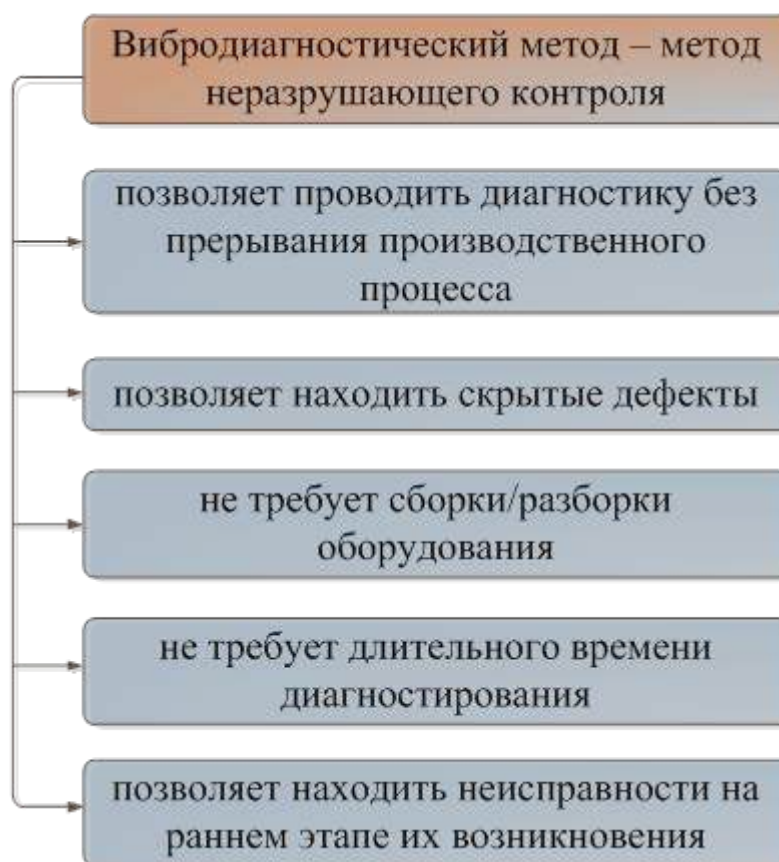 Вибродиагностический метод – метод
неразрушающего контроля
позволяет проводить диагностику без
прерывания производственного
процесса
позволяет находить скрытые дефекты
не требует сборки/разборки
оборудования
не требует длительного времени
диагностирования
позволяет находить неисправности на
раннем этапе их возникновения